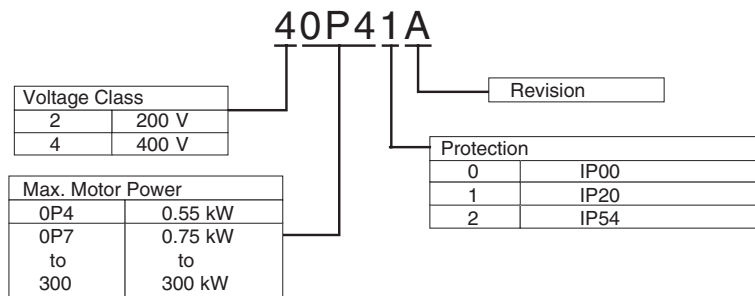 40P41A
Revision
Voltage Class
2 200 V
4 400 V
Protection
0 IP00
1 IP20
2 IP54
Max. Motor Power
0P4 0.55 kW
0P7 0.75 kW
to to
300 300 kW